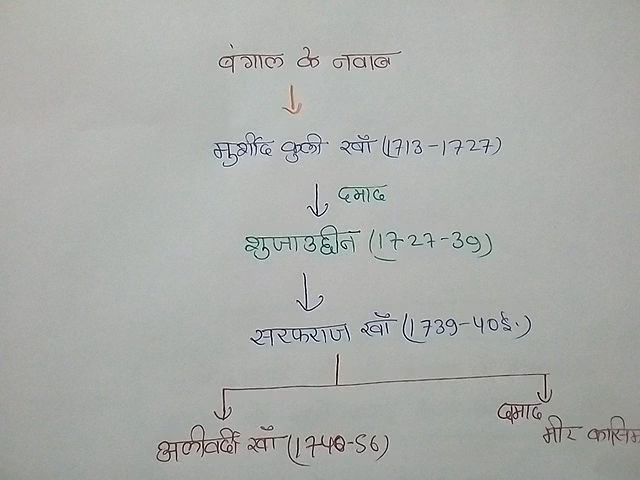 बंगाल के नवाब
मुर्शीद कुली खाँ (1713-1727)
दमाद
शुजाउद्दीन (1727-39)
सरफराज खाँ (1739-40ई.)
दमाद
अलीवर्दी खाँ (1740-56)
मीर कासिम